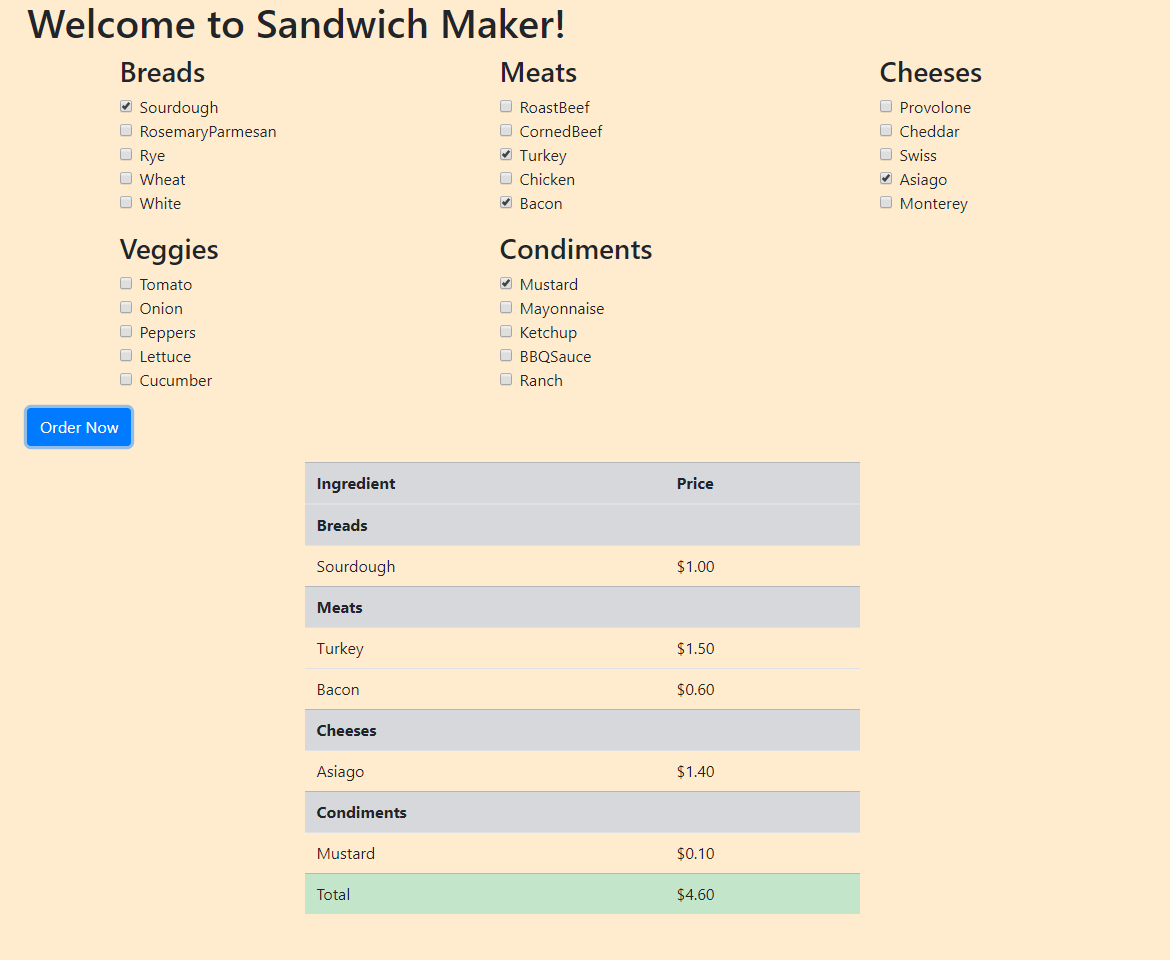 Welcome to Sandwich Maker!
Breads
Sourdough
RosemaryParmesan
Rye
Wheat
White
Meats
RoastBeef
CornedBeef
Turkey
Chicken
Bacon
Cheeses
Provolone
Cheddar
Swiss
Asiago
Monterey
Veggies
Tomato
Onion
Peppers
Lettuce
Cucumber
Condiments
Mustard
Mayonnaise
Ketchup
BBQSauce
Ranch
Order Now
Ingredient Price
Breads
Sourdough $1.00
Meats
Turkey $1.50
Bacon $0.60
Cheeses
Asiago $1.40
Condiments
Mustard $0.10
Total $4.60